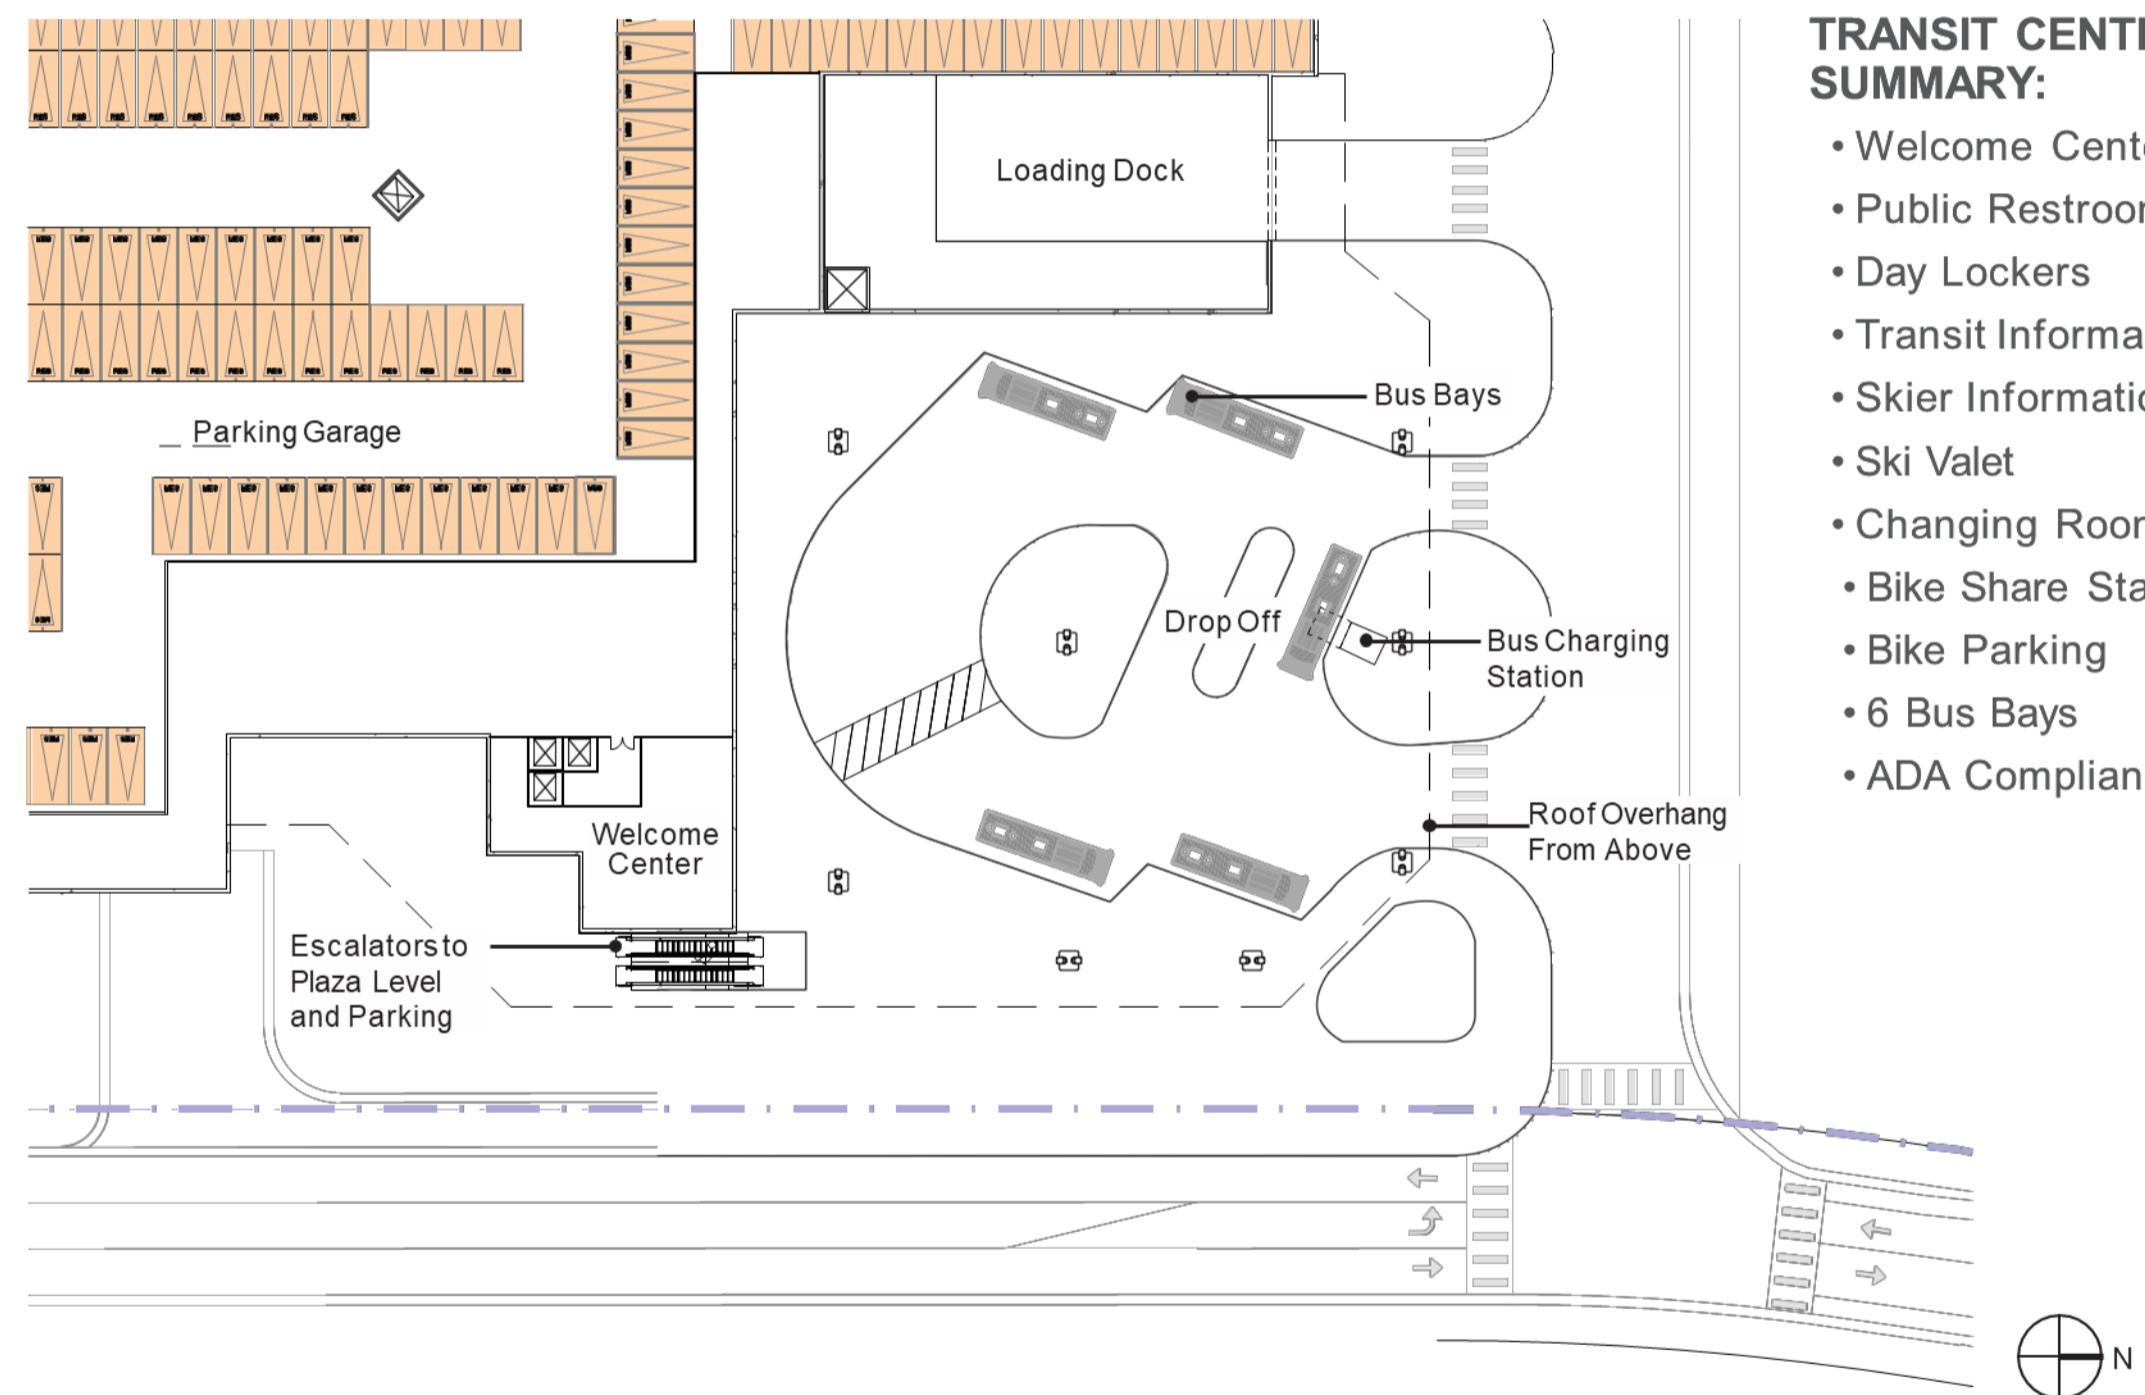 TRANSIT CENT
SUMMARY:
• Welcome Cent
• Public Restroo
• Day Lockers
• Transit Informa
• Skier Informati
• Ski Valet
• Changing Roo
• Bike Share Sta
• Bike Parking
• 6 Bus Bays
• ADA Complian
Loading Dock
Bus Bays
Parking Garage
Drop Off
Bus Charging
Station
Roof Overhang
From Above
Welcome
Center
Escalators to
Plaza Level
and Parking
N